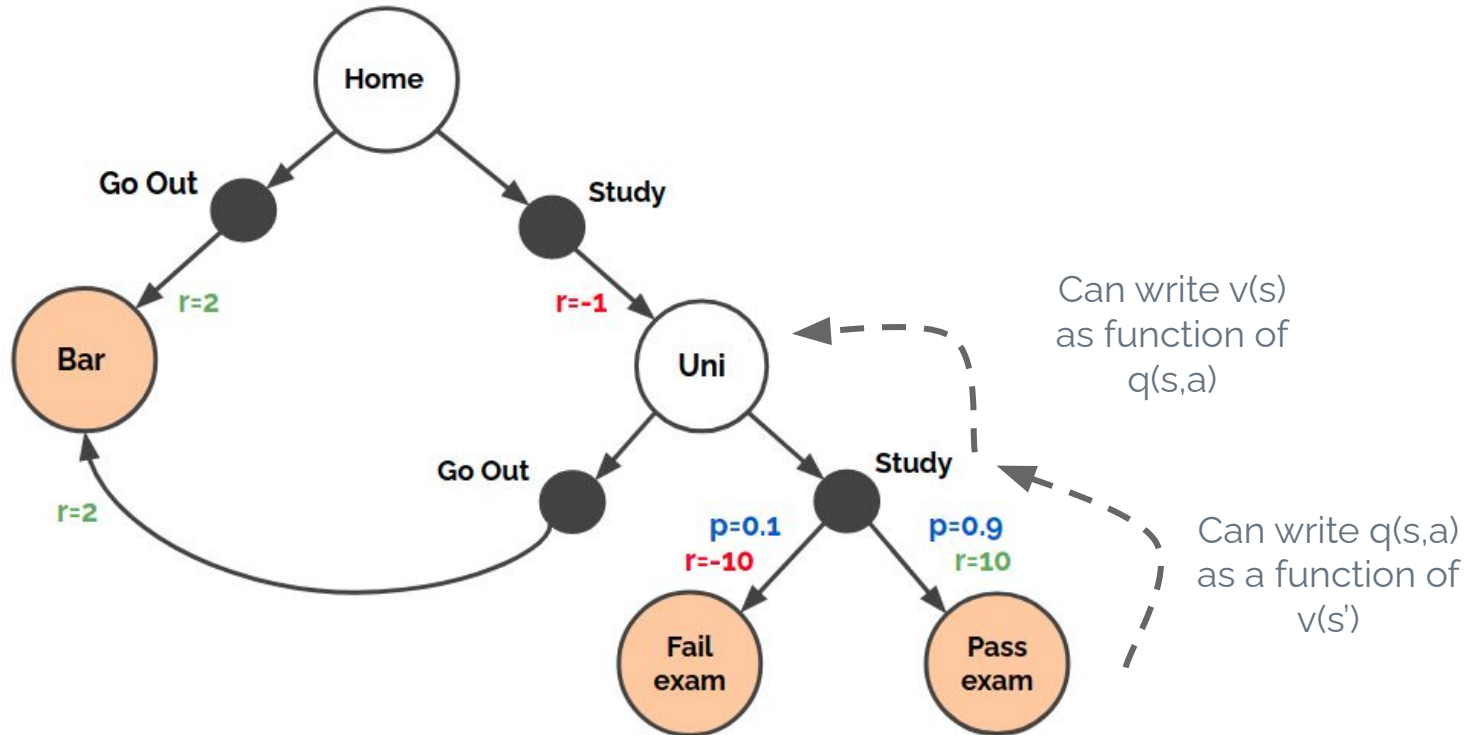 Home
Go Out
Study
r=2
r=-1
Bar
Uni
Can write v(s)
as function of
q(s,a)
Go Out
Study
r=2
p=0.1
r=-10
p=0.9
r=10
Can write q(s,a)
as a function of
v(s’)
Fail
exam
Pass
exam